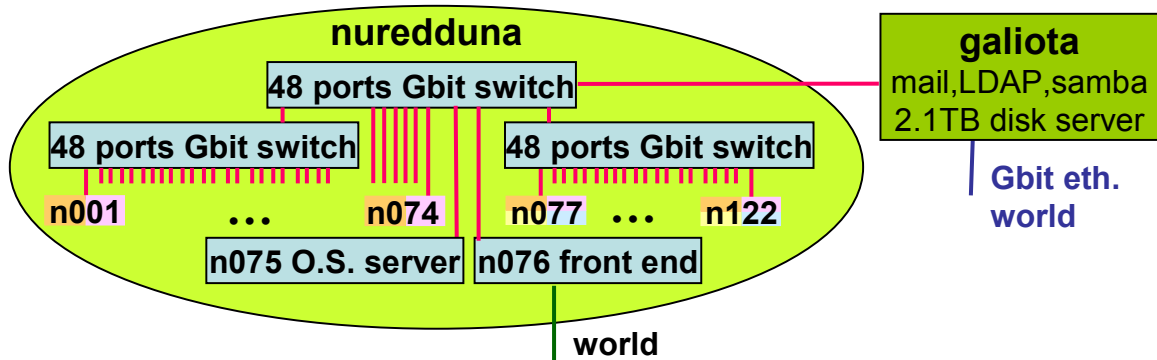 nuredduna
48 ports Gbit switch
48 ports Gbit switch
48 ports Gbit switch
n001
...
n074
n077
...
n122
n075 O.S. server
n076 front end
world
galiota
mail,LDAP,samba
2.1TB disk server
Gbit eth.
world